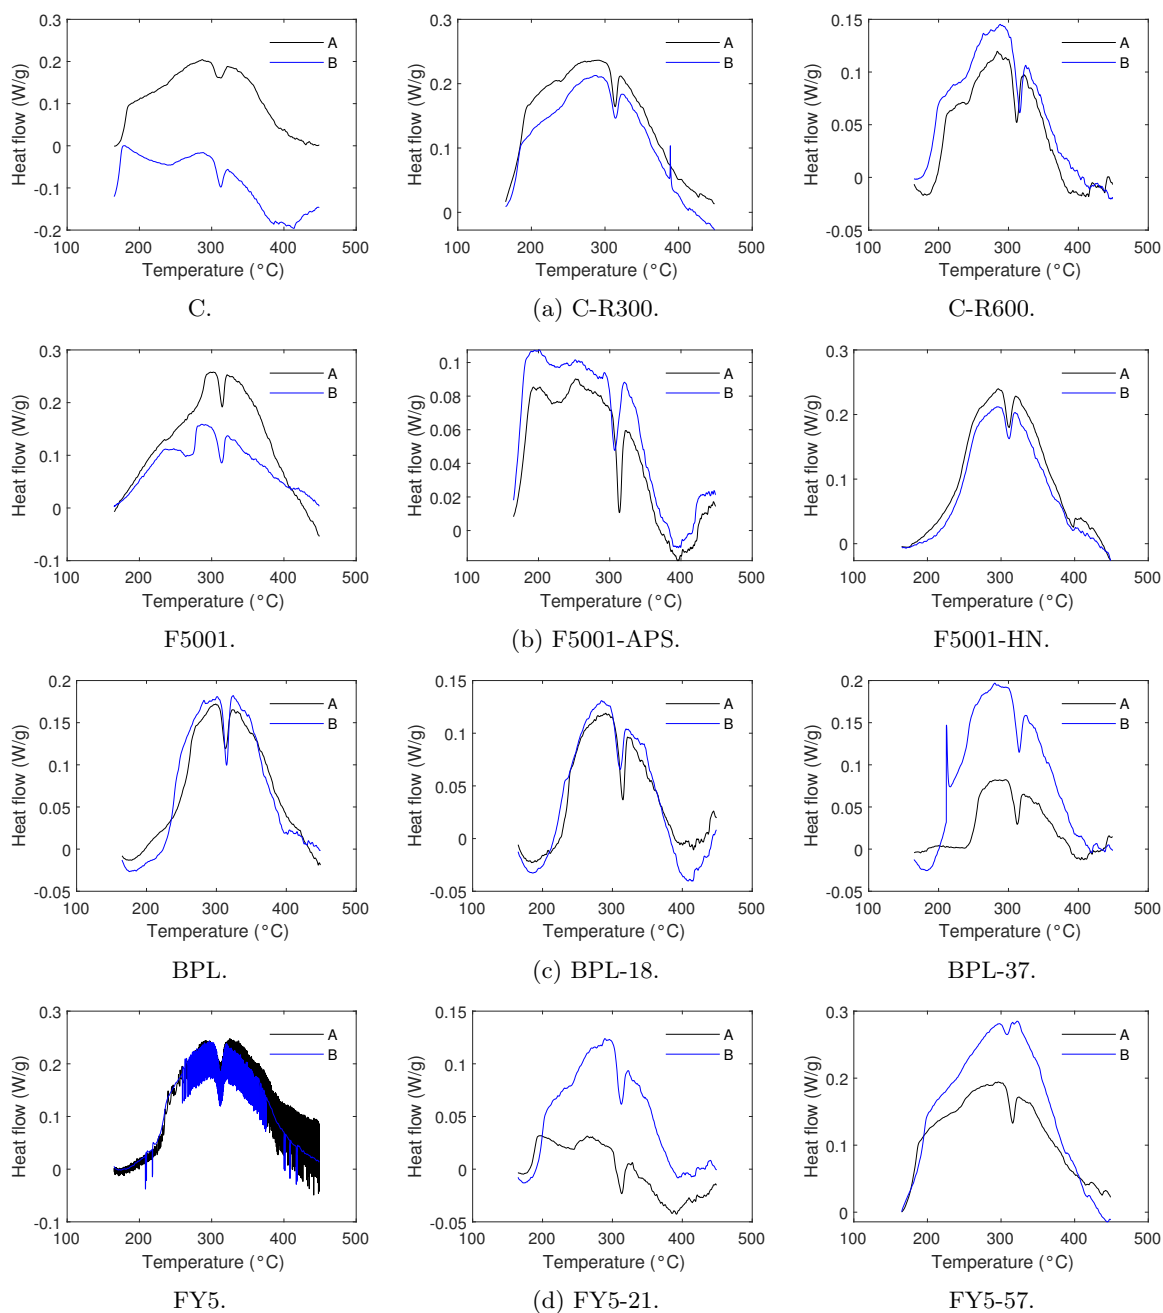 0.3
0.2
0.1
0
-0.1
-0.2
100 200 300 400 500
Heat flow (W/g)
Temperature (°C)
A
B
C.
0.3
0.2
0.1
0
100 200 300 400 500
Heat flow (W/g)
Temperature (°C)
A
B
(a) C-R300.
0.15
0.1
0.05
0
-0.05
100 200 300 400 500
Heat flow (W/g)
Temperature (°C)
A
B
C-R600.
0.3
0.2
0.1
0
-0.1
100 200 300 400 500
Heat flow (W/g)
Temperature (°C)
A
B
F5001.
0.1
0.08
0.06
0.04
0.02
0
100 200 300 400 500
Heat flow (W/g)
Temperature (°C)
A
B
(b) F5001-APS.
0.3
0.2
0.1
0
100 200 300 400 500
Heat flow (W/g)
Temperature (°C)
A
B
F5001-HN.
0.2
0.15
0.1
0.05
0
-0.05
100 200 300 400 500
Heat flow (W/g)
Temperature (°C)
A
B
BPL.
0.15
0.1
0.05
0
-0.05
100 200 300 400 500
Heat flow (W/g)
Temperature (°C)
A
B
(c) BPL-18.
0.2
0.15
0.1
0.05
0
-0.05
100 200 300 400 500
Heat flow (W/g)
Temperature (°C)
A
B
BPL-37.
0.3
0.2
0.1
0
-0.1
100 200 300 400 500
Heat flow (W/g)
Temperature (°C)
A
B
FY5.
0.15
0.1
0.05
0
-0.05
100 200 300 400 500
Heat flow (W/g)
Temperature (°C)
A
B
(d) FY5-21.
0.3
0.2
0.1
0
100 200 300 400 500
Heat flow (W/g)
Temperature (°C)
A
B
FY5-57.